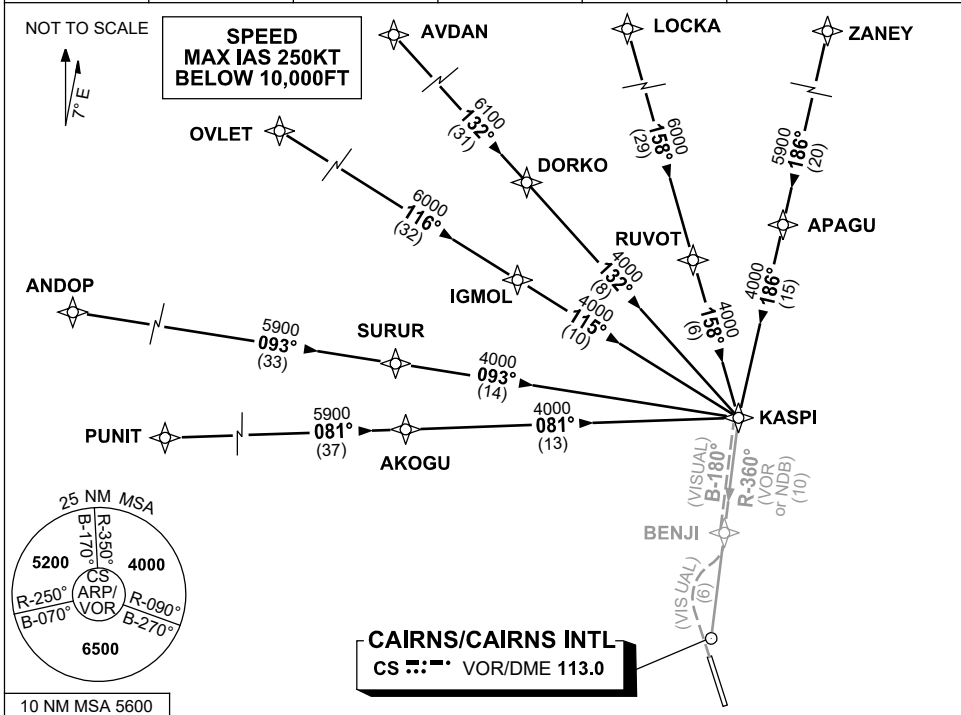 NOT TO SCALE
7° E
SPEED
MAX IAS 250KT
BELOW 10,000FT
AVDAN
LOCKA
ZANEY
OVLET
6100
132°
(31)
6000
158°
(29)
5900
186°
(20)
DORKO
6000
116°
(32)
RUVOT
APAGU
ANDOP
IGMOL
4000
132°
(8)
4000
186°
(15)
4000
115°
(10)
4000
158°
(6)
5900
093°
(33)
SURUR
4000
093°
(14)
PUNIT
5900
081°
(37)
AKOGU
4000
081°
(13)
KASPI
(VISUAL)
B-180°
R-360°
(VOR
or NDB)
(10)
BENJI
(VIS UAL)
(6)
25 NM MSA
B-170°
R-350°
5200
4000
CS
ARP/
VOR
R-250°
B-070°
R-090°
B-270°
6500
CAIRNS/CAIRNS INTL
CS VOR/DME 113.0
10 NM MSA 5600